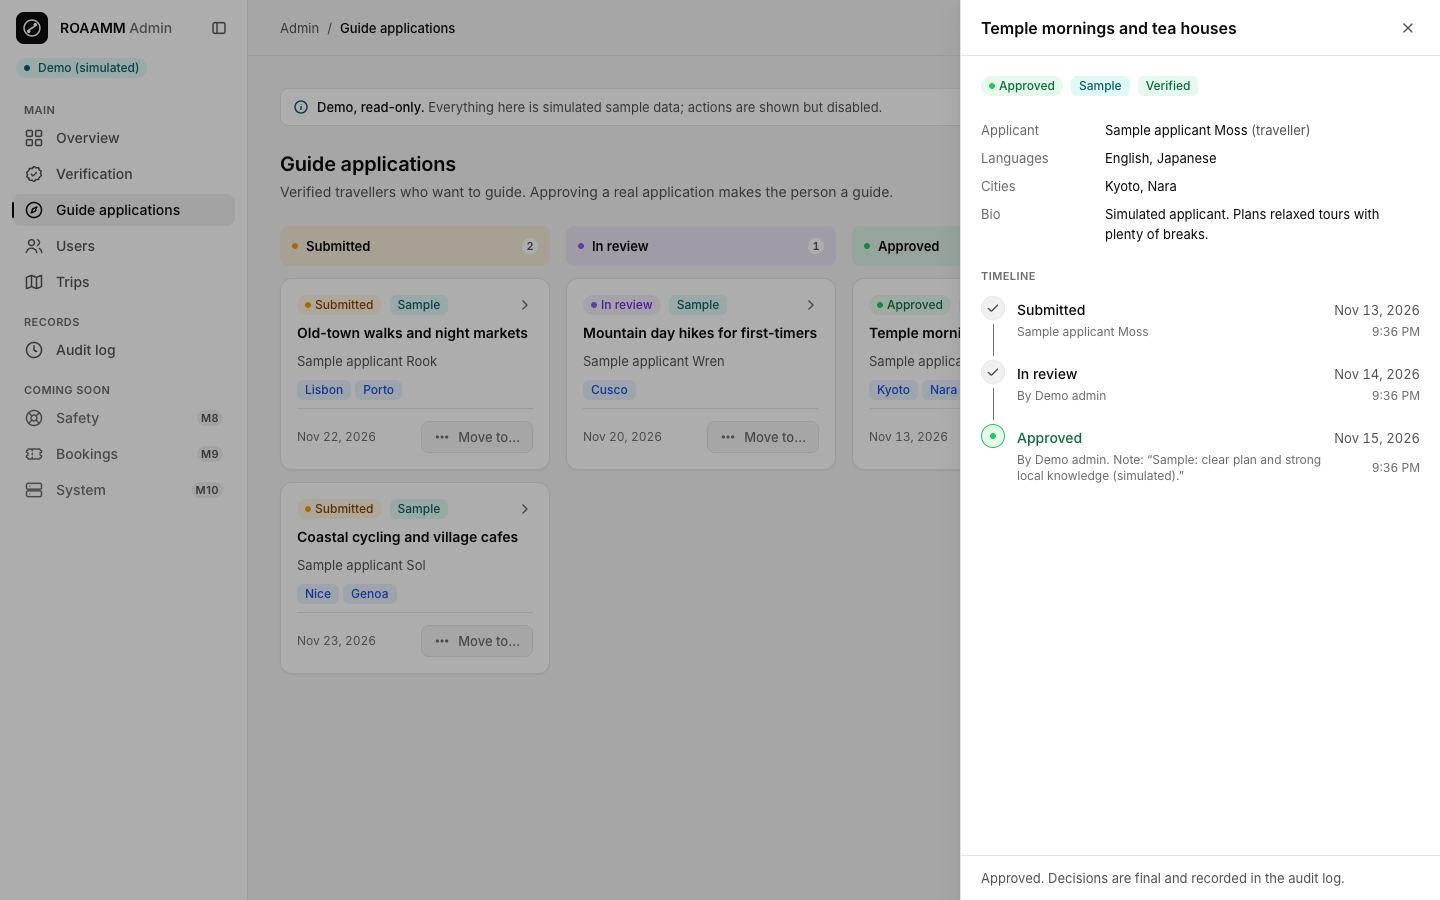 ROAAMM Admin
Demo (simulated)
MAIN
Overview
Verification
Guide applications
Users
Trips
RECORDS
Audit log
COMING SOON
Safety M8
Bookings M9
System M10
Admin / Guide applications
Demo, read-only. Everything here is simulated sample data; actions are shown but disabled.
Guide applications
Verified travellers who want to guide. Approving a real application makes the person a guide.
Submitted 2
Submitted Sample
Old-town walks and night markets
Sample applicant Rook
Lisbon Porto
Nov 22, 2026 ··· Move to...
Submitted Sample
Coastal cycling and village cafes
Sample applicant Sol
Nice Genoa
Nov 23, 2026 ··· Move to...
In review 1
In review Sample
Mountain day hikes for first-timers
Sample applicant Wren
Cusco
Nov 20, 2026 ··· Move to...
Approved
Approved
Temple
Sample
Kyoto Nara
Nov 13, 2026
Temple mornings and tea houses
Approved Sample Verified
Applicant Sample applicant Moss (traveller)
Languages English, Japanese
Cities Kyoto, Nara
Bio Simulated applicant. Plans relaxed tours with
plenty of breaks.
TIMELINE
Submitted Nov 13, 2026
Sample applicant Moss 9:36 PM
In review Nov 14, 2026
By Demo admin 9:36 PM
Approved Nov 15, 2026
By Demo admin. Note: “Sample: clear plan and strong
local knowledge (simulated).” 9:36 PM
Approved. Decisions are final and recorded in the audit log.